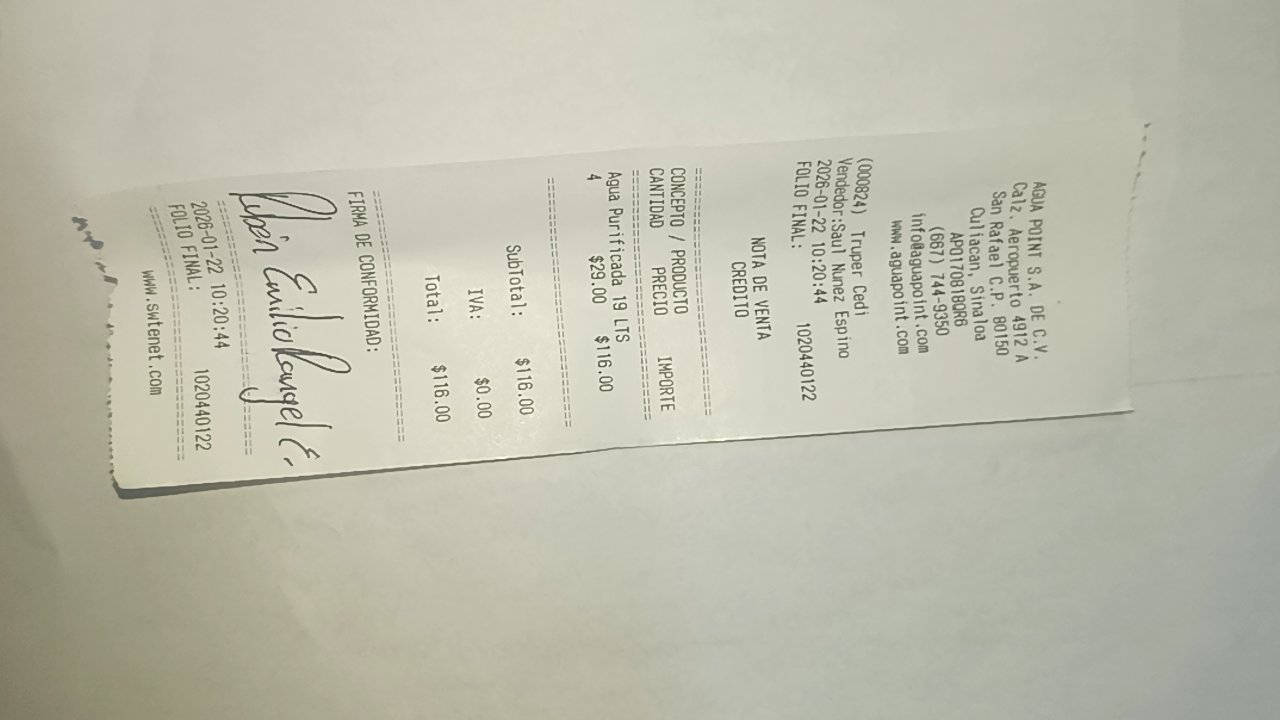 AGUA POINT S.A. DE C.V.
Calz. Aeropuerto 4912 A
San Rafael C.P. 80150
Culiacan, Sinaloa
APO170818QR6
(667) 744-9350
info@aguapoint.com
www.aguapoint.com
(000824) Truper Cedi
Vendedor:Saul Nunez Espino
2026-01-22 10:20:44
FOLIO FINAL: 1020440122
NOTA DE VENTA
CREDITO
CONCEPTO / PRODUCTO
CANTIDAD PRECIO IMPORTE
Agua Purificada 19 LTS
4 $29.00 $116.00
SubTotal: $116.00
IVA: $0.00
Total: $116.00
FIRMA DE CONFORMIDAD:
Rubén Emilio Rangel E.
2026-01-22 10:20:44
FOLIO FINAL: 1020440122
www.swtenet.com